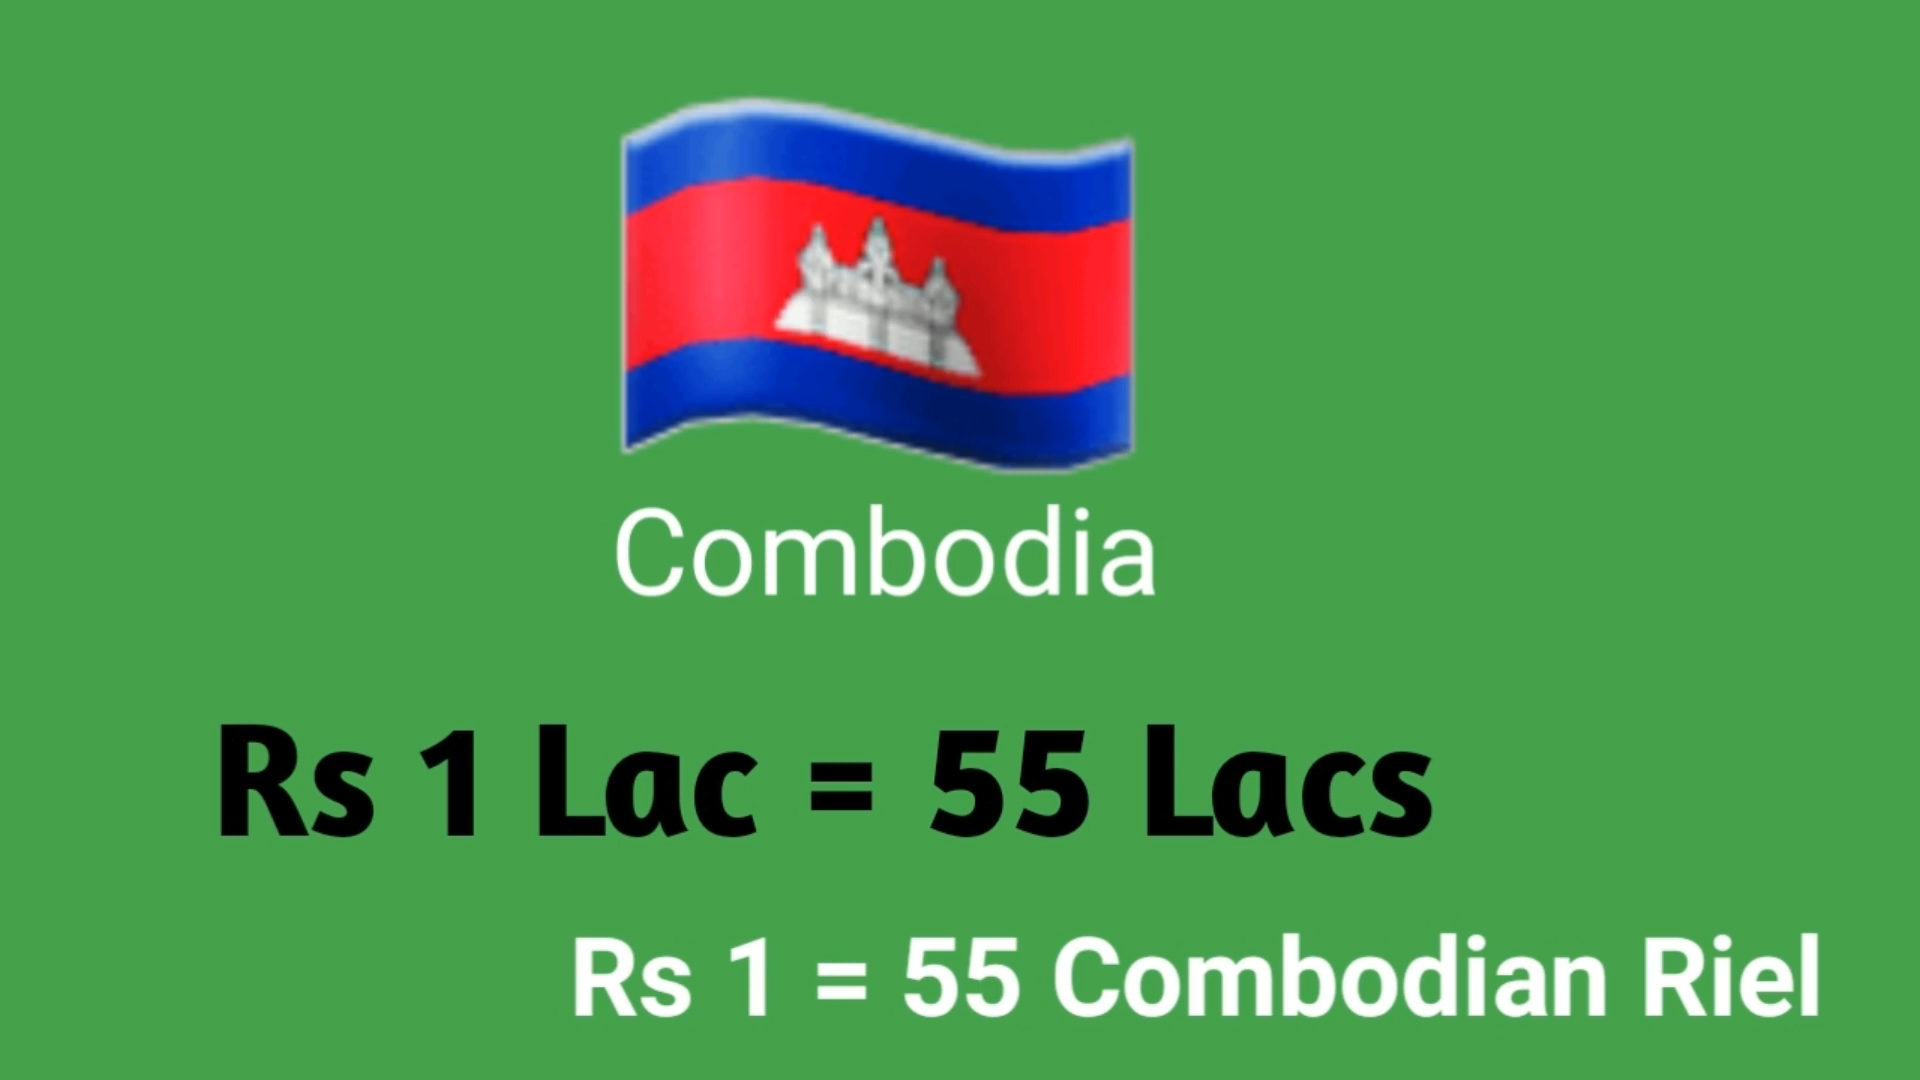 Combodia
Rs 1 Lac = 55 Lacs
Rs 1 = 55 Combodian Riel